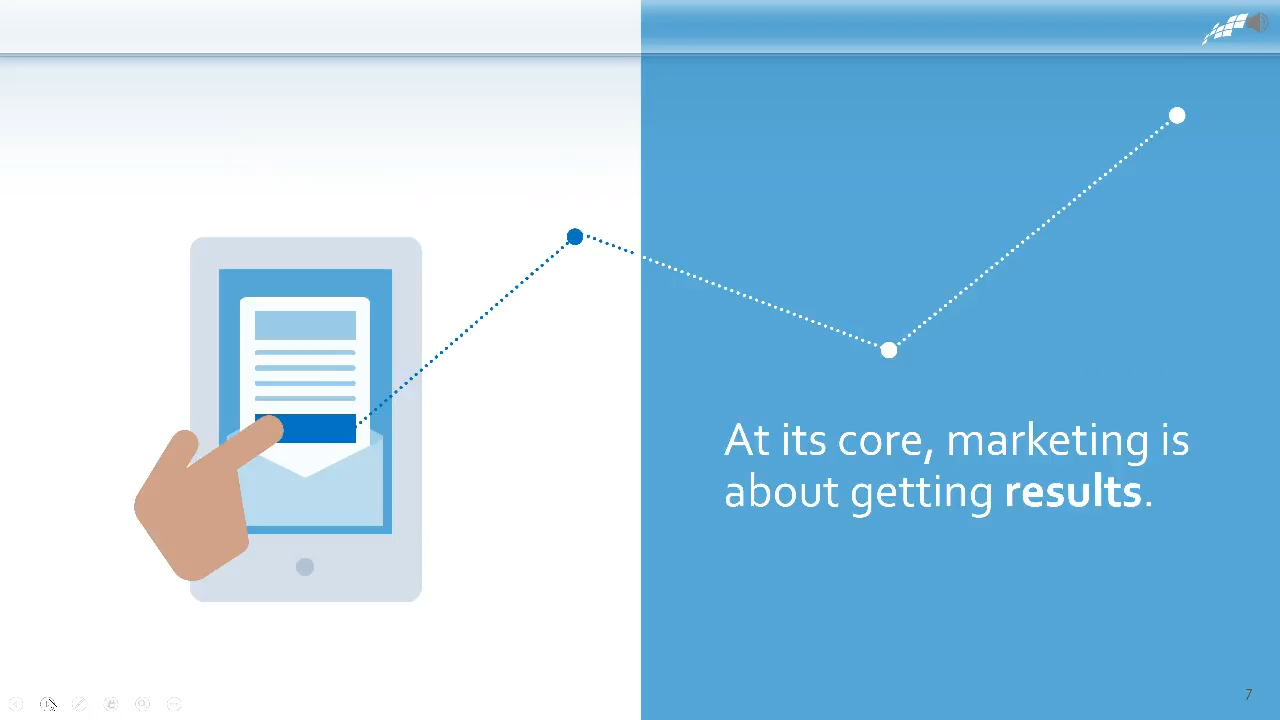 At its core, marketing is
about getting results.
7